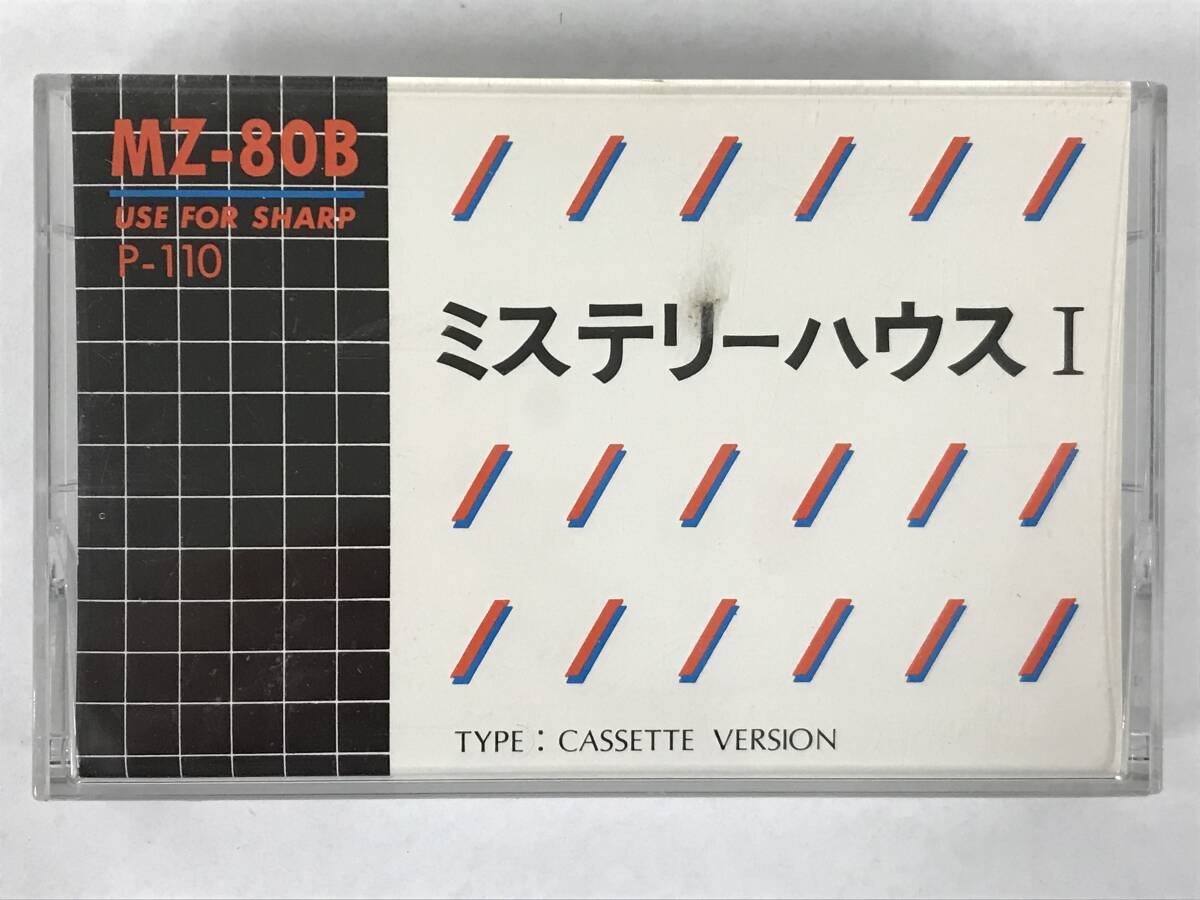 MZ-80B
USE FOR SHARP
P-110
ミステリーハウスI
TYPE: CASSETTE VERSION